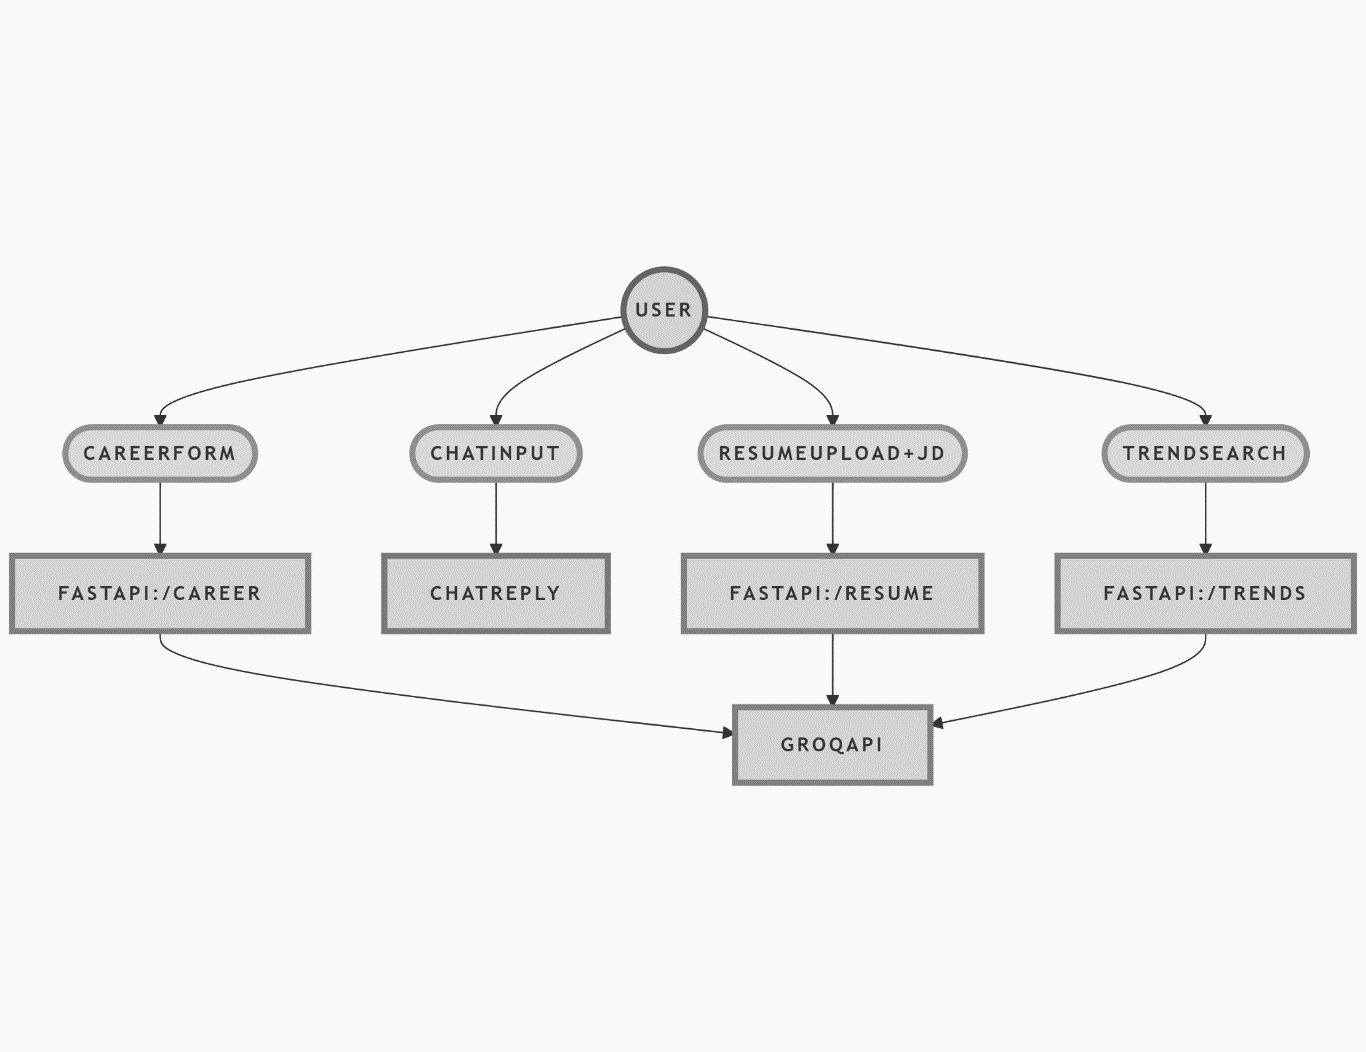 USER
CAREERFORM
CHATINPUT
RESUMEUPLOAD+JD
TRENDSEARCH
FASTAPI:/CAREER
CHATREPLY
FASTAPI:/RESUME
FASTAPI:/TRENDS
GROQAPI